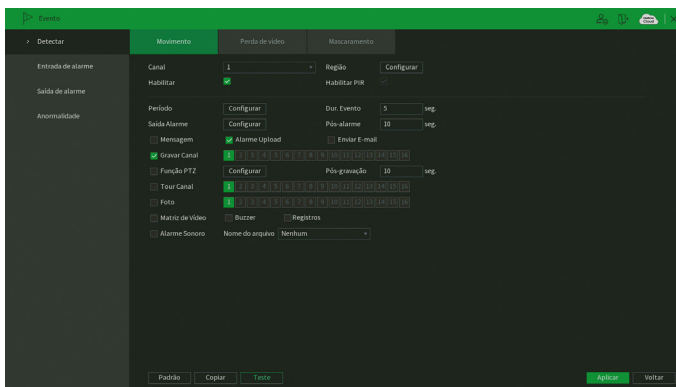 Evento
Detectar
Movimento Perda de vídeo Mascaramento
Entrada de alarme
Saída de alarme
Anormalidade
Canal 1 Região Configurar
Habilitar Habilitar PIR
Período Configurar Dur. Evento 5 seg.
Saída Alarme Configurar Pós-alarme 10 seg.
Mensagem Alarme Upload Enviar E-mail
Gravar Canal 1 2 3 4 5 6 7 8 9 10 11 12 13 14 15 16
Função PTZ Configurar Pós-gravação 10 seg.
Tour Canal 1 2 3 4 5 6 7 8 9 10 11 12 13 14 15 16
Foto 1 2 3 4 5 6 7 8 9 10 11 12 13 14 15 16
Matriz de Vídeo Buzzer Registros
Alarme Sonoro Nome do arquivo Nenhum
Padrão Copiar Teste Aplicar Voltar